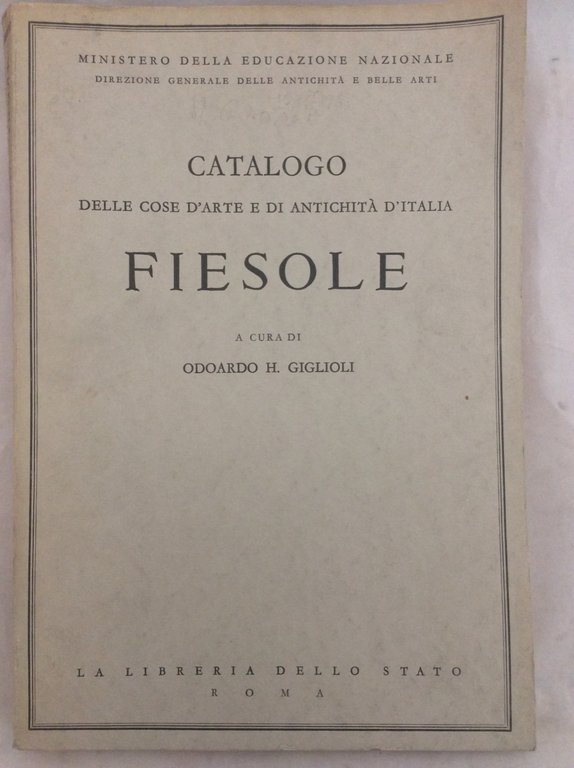 MINISTERO DELLA EDUCAZIONE NAZIONALE
DIREZIONE GENERALE DELLE ANTICHITÀ E BELLE ARTI
CATALOGO
DELLE COSE D'ARTE E DI ANTICHITÀ D'ITALIA
FIESOLE
A CURA DI
ODOARDO H. GIGLIOLI
LA LIBRERIA DELLO STATO
ROMA